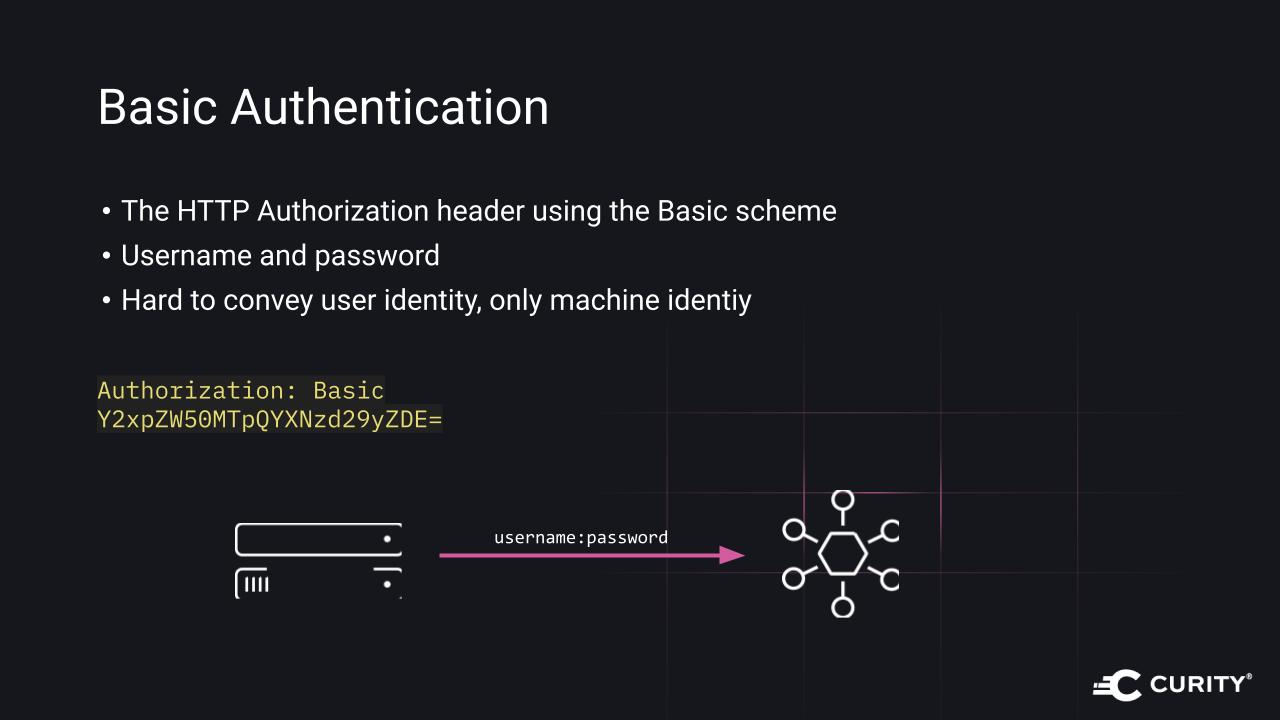 Basic Authentication
• The HTTP Authorization header using the Basic scheme
• Username and password
• Hard to convey user identity, only machine identiy
Authorization: Basic
Y2xpZW50MTpQYXNzd29yZDE=
username:password
CURITY®